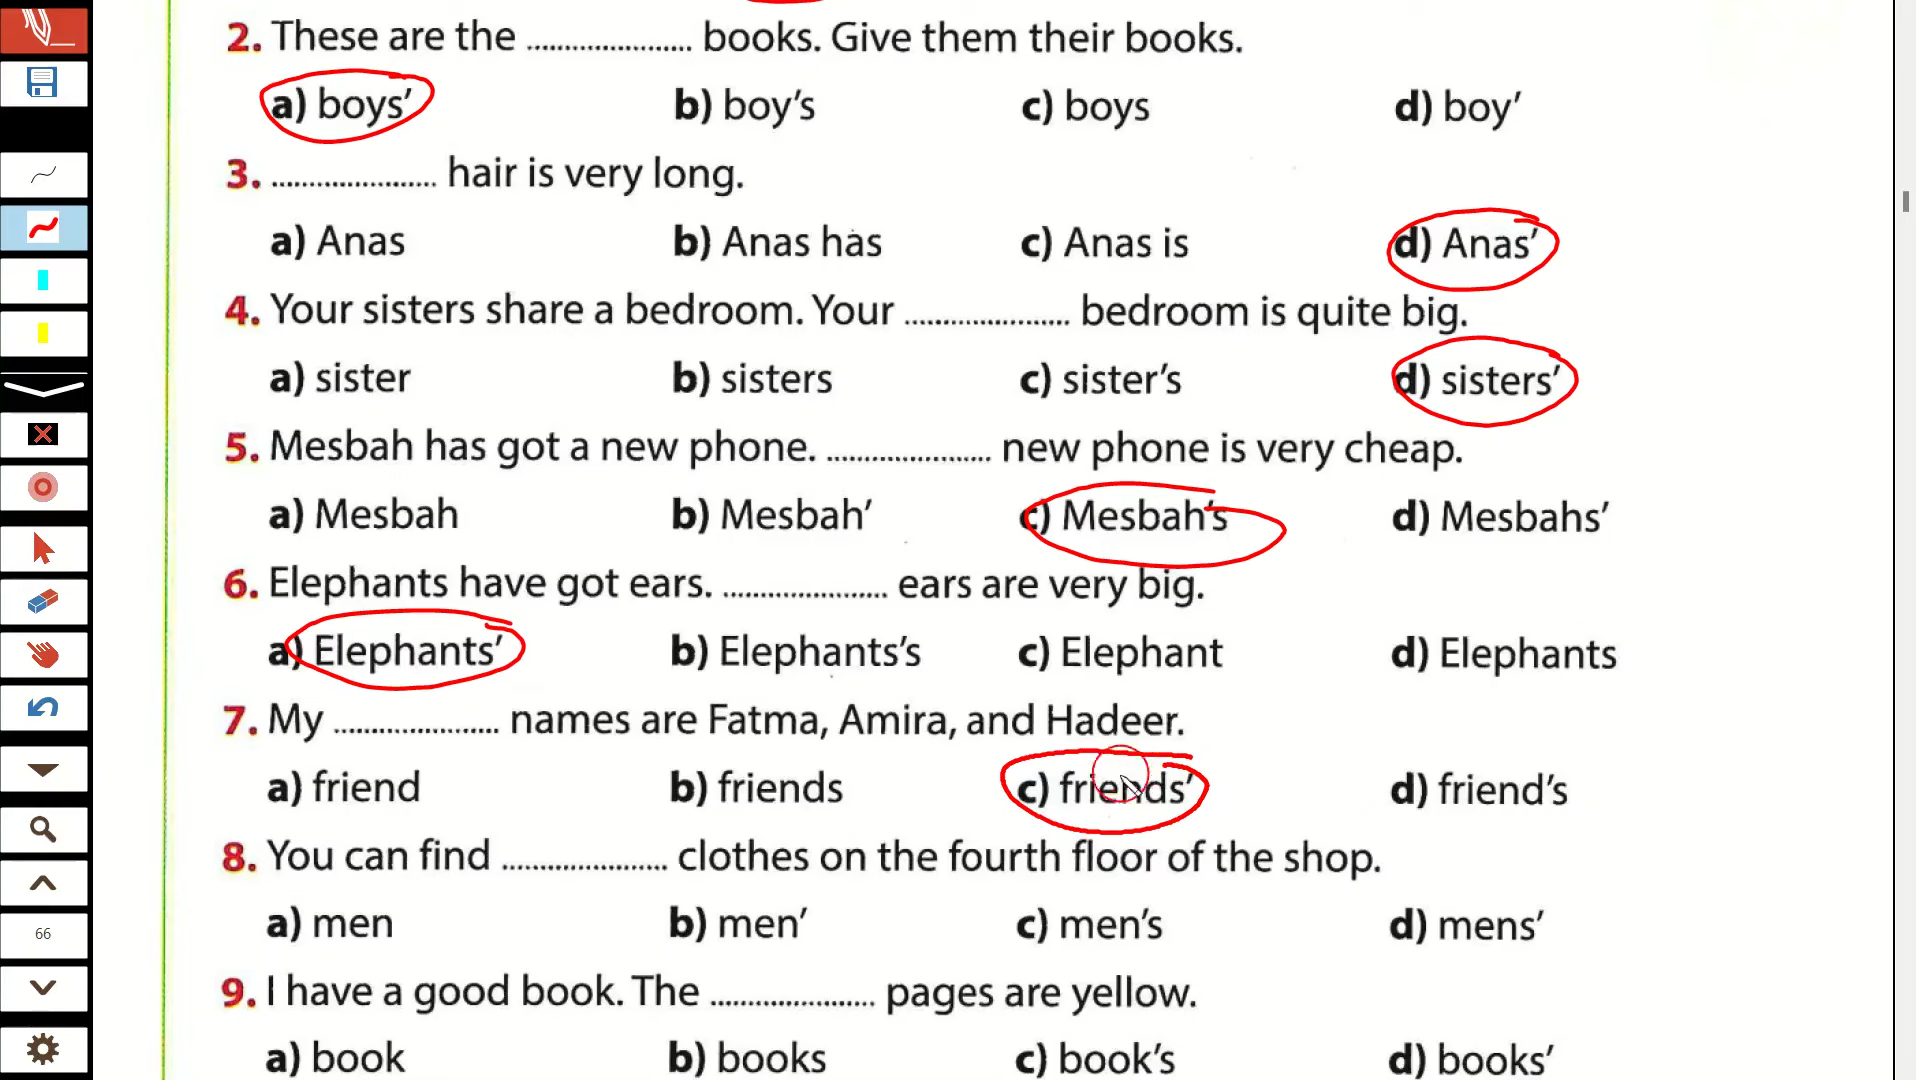 2. These are the ...................... books. Give them their books.
a) boys’ b) boy’s c) boys d) boy’
3. ...................... hair is very long.
a) Anas b) Anas has c) Anas is d) Anas’
4. Your sisters share a bedroom. Your ...................... bedroom is quite big.
a) sister b) sisters c) sister’s d) sisters’
5. Mesbah has got a new phone. ...................... new phone is very cheap.
a) Mesbah b) Mesbah’ c) Mesbah’s d) Mesbahs’
6. Elephants have got ears. ...................... ears are very big.
a) Elephants’ b) Elephants’s c) Elephant d) Elephants
7. My ...................... names are Fatma, Amira, and Hadeer.
a) friend b) friends c) friends’ d) friend’s
8. You can find ...................... clothes on the fourth floor of the shop.
a) men b) men’ c) men’s d) mens’
66
9. I have a good book. The ...................... pages are yellow.
a) book b) books c) book’s d) books’